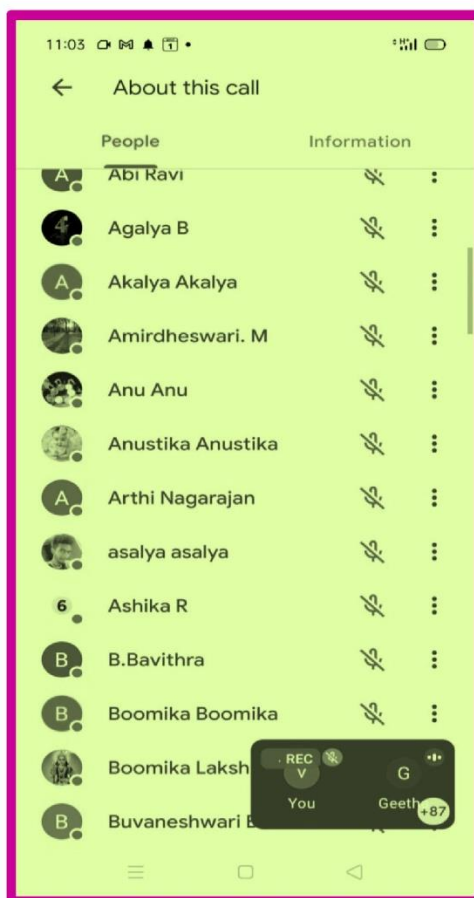 11:03
About this call
People Information
A Abi Ravi
Agalya B
A Akalya Akalya
Amirdheswari. M
Anu Anu
Anustika Anustika
A Arthi Nagarajan
asalya asalya
6 Ashika R
B B.Bavithra
B Boomika Boomika
Boomika Laksh
. REC
V G
You Geeth
+87
B Buvaneshwari